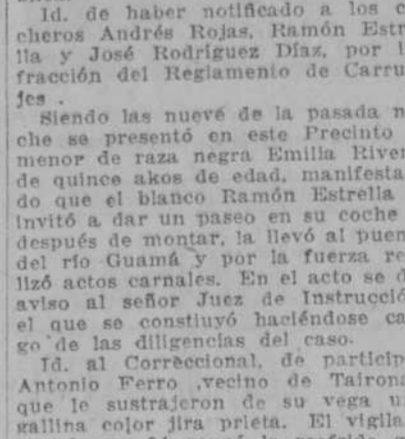 Id. de haber notificado a los c
cheros Andrés Rojas, Ramón Estr
lla y José Rodríguez Díaz, por l
fracción del Reglamento de Carru
jes .
Siendo las nueve de la pasada n
che se presentó en este Precinto
menor de raza negra Emilia River
de quince akos de edad, manifesta
do que el blanco Ramón Estrella
invitó a dar un paseo en su coche
después de montar, la llevó al puen
del río Guamá y por la fuerza re
lizó actos carnales. En el acto se d
aviso al señor Juez de Instrucció
el que se constiuyó haciéndose ca
go de las diligencias del caso.
Id. al Correccional, de particip
Antonio Ferro ,vecino de Tairona
que le sustrajeron de su vega u
gallina color jira prieta. El vigila